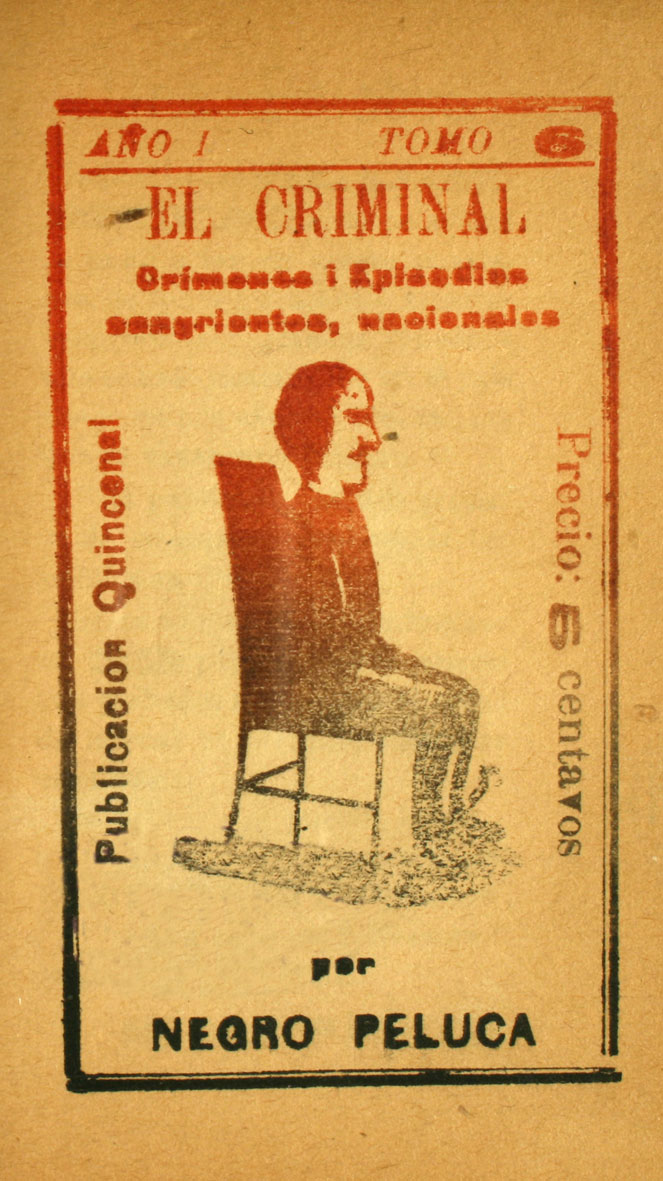 AÑO I TOMO 6
EL CRIMINAL
Crímenes i Episodios
sangrientos, nacionales
Publicacion Quincenal
Precio: 5 centavos
por
NEGRO PELUCA